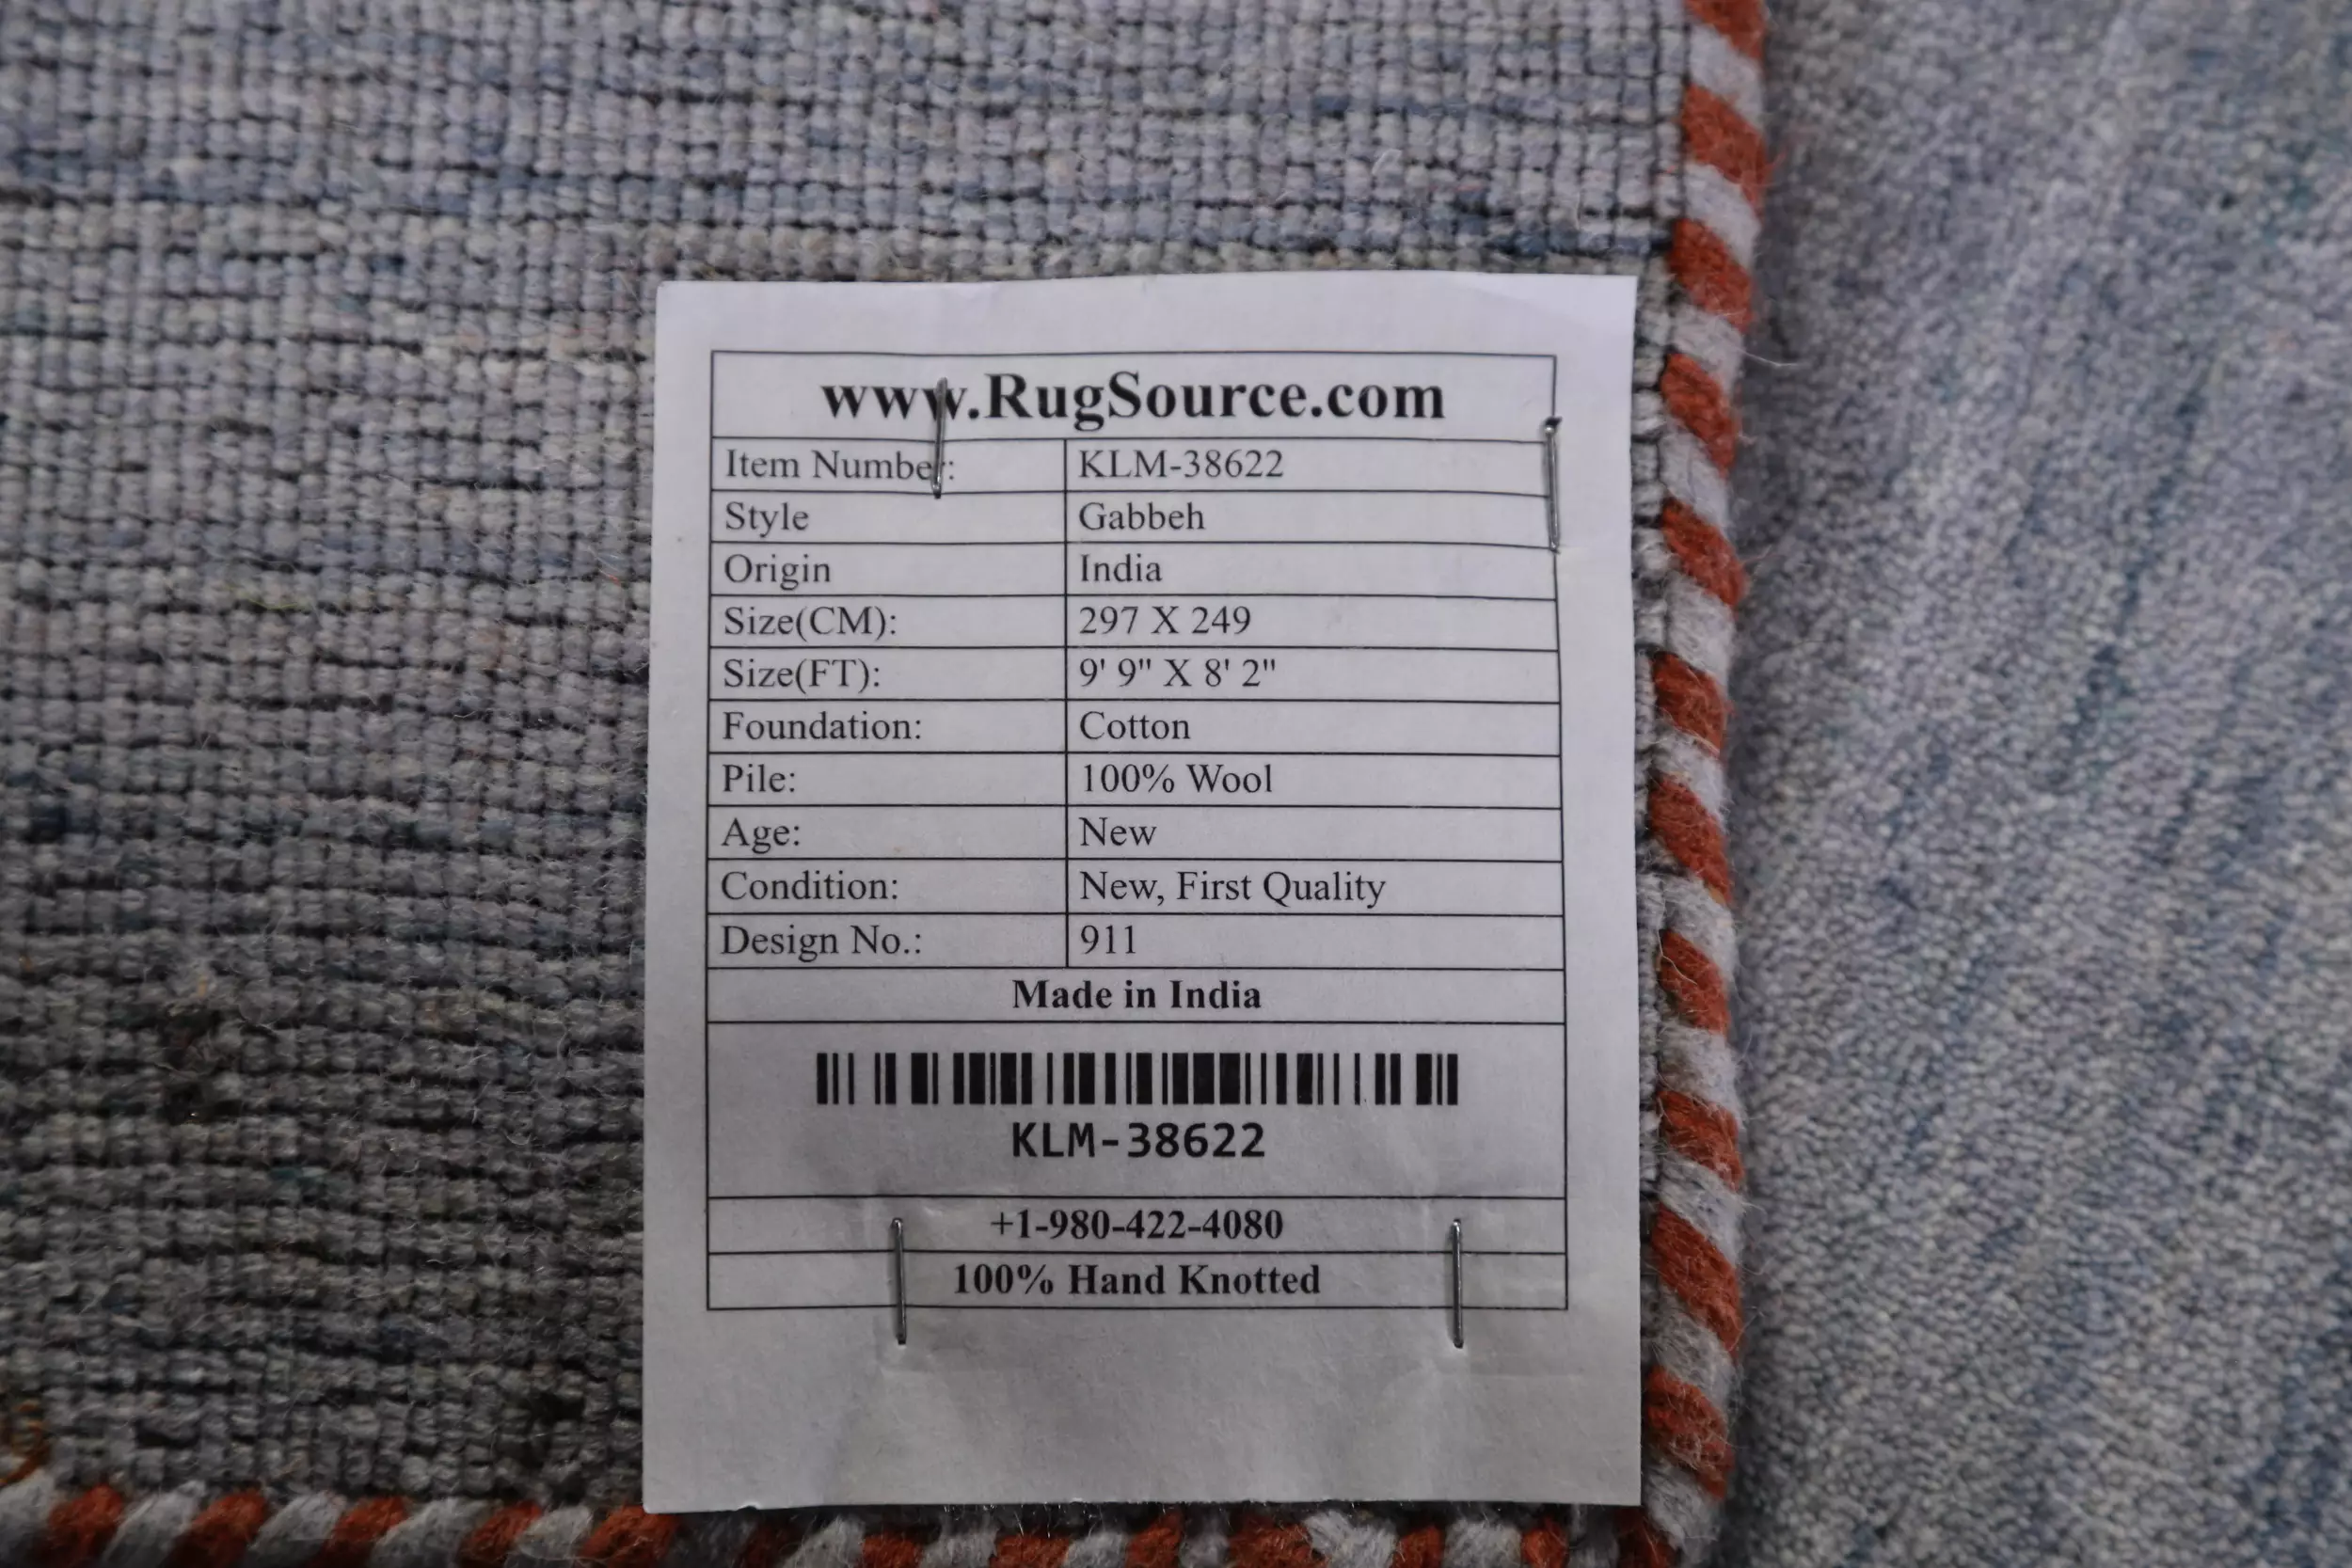 www.RugSource.com
Item Number: KLM-38622
Style Gabbeh
Origin India
Size(CM): 297 X 249
Size(FT): 9' 9" X 8' 2"
Foundation: Cotton
Pile: 100% Wool
Age: New
Condition: New, First Quality
Design No.: 911
Made in India
KLM-38622
+1-980-422-4080
100% Hand Knotted